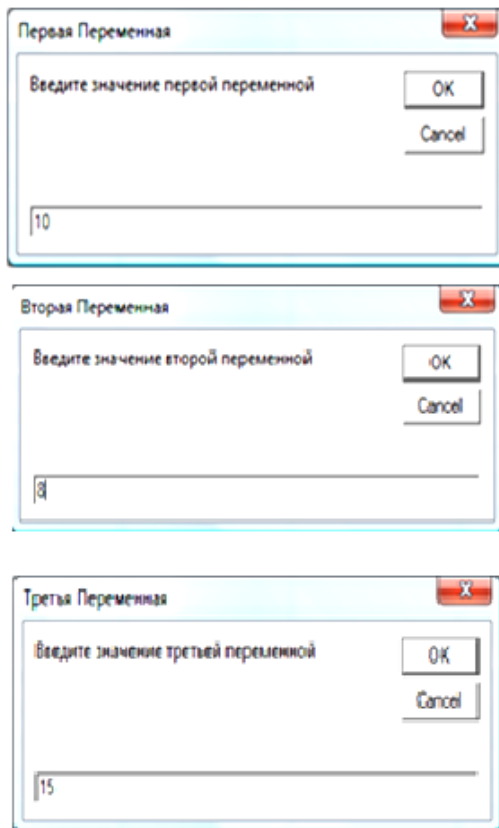 Первая Переменная
Введите значение первой переменной
OK
Cancel
10
Вторая Переменная
Введите значение второй переменной
OK
Cancel
8
Третья Переменная
Введите значение третьей переменной
OK
Cancel
15